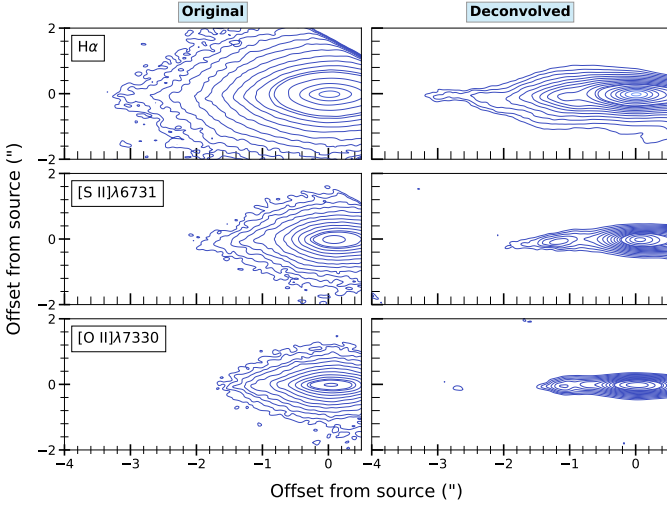 Original Deconvolved
Hα
2
0
−2
[S II]λ6731
2
0
−2
[O II]λ7330
2
0
−2
−4 −3 −2 −1 0 −4 −3 −2 −1 0
Offset from source (")
Offset from source (")